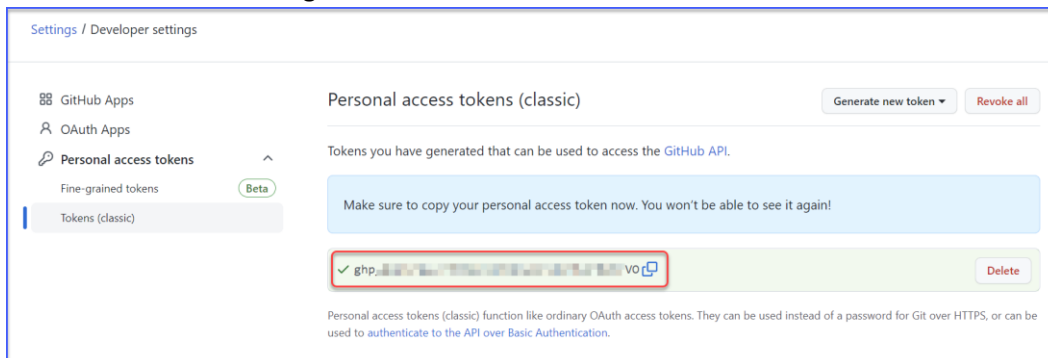 Settings / Developer settings
GitHub Apps
OAuth Apps
Personal access tokens
Fine-grained tokens Beta
Tokens (classic)
Personal access tokens (classic)
Generate new token
Revoke all
Tokens you have generated that can be used to access the GitHub API.
Make sure to copy your personal access token now. You won't be able to see it again!
ghp_ V0
Delete
Personal access tokens (classic) function like ordinary OAuth access tokens. They can be used instead of a password for Git over HTTPS, or can be
used to authenticate to the API over Basic Authentication.